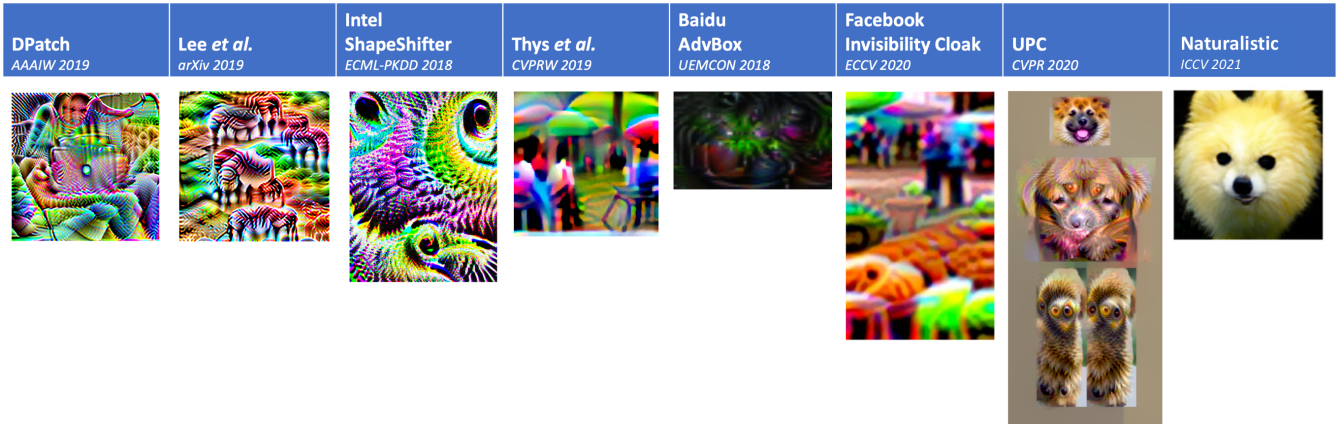 DPatch
AAAIW 2019
Lee et al.
arXiv 2019
Intel
ShapeShifter
ECML-PKDD 2018
Thys et al.
CVPRW 2019
Baidu
AdvBox
UEMCON 2018
Facebook
Invisibility Cloak
ECCV 2020
UPC
CVPR 2020
Naturalistic
ICCV 2021